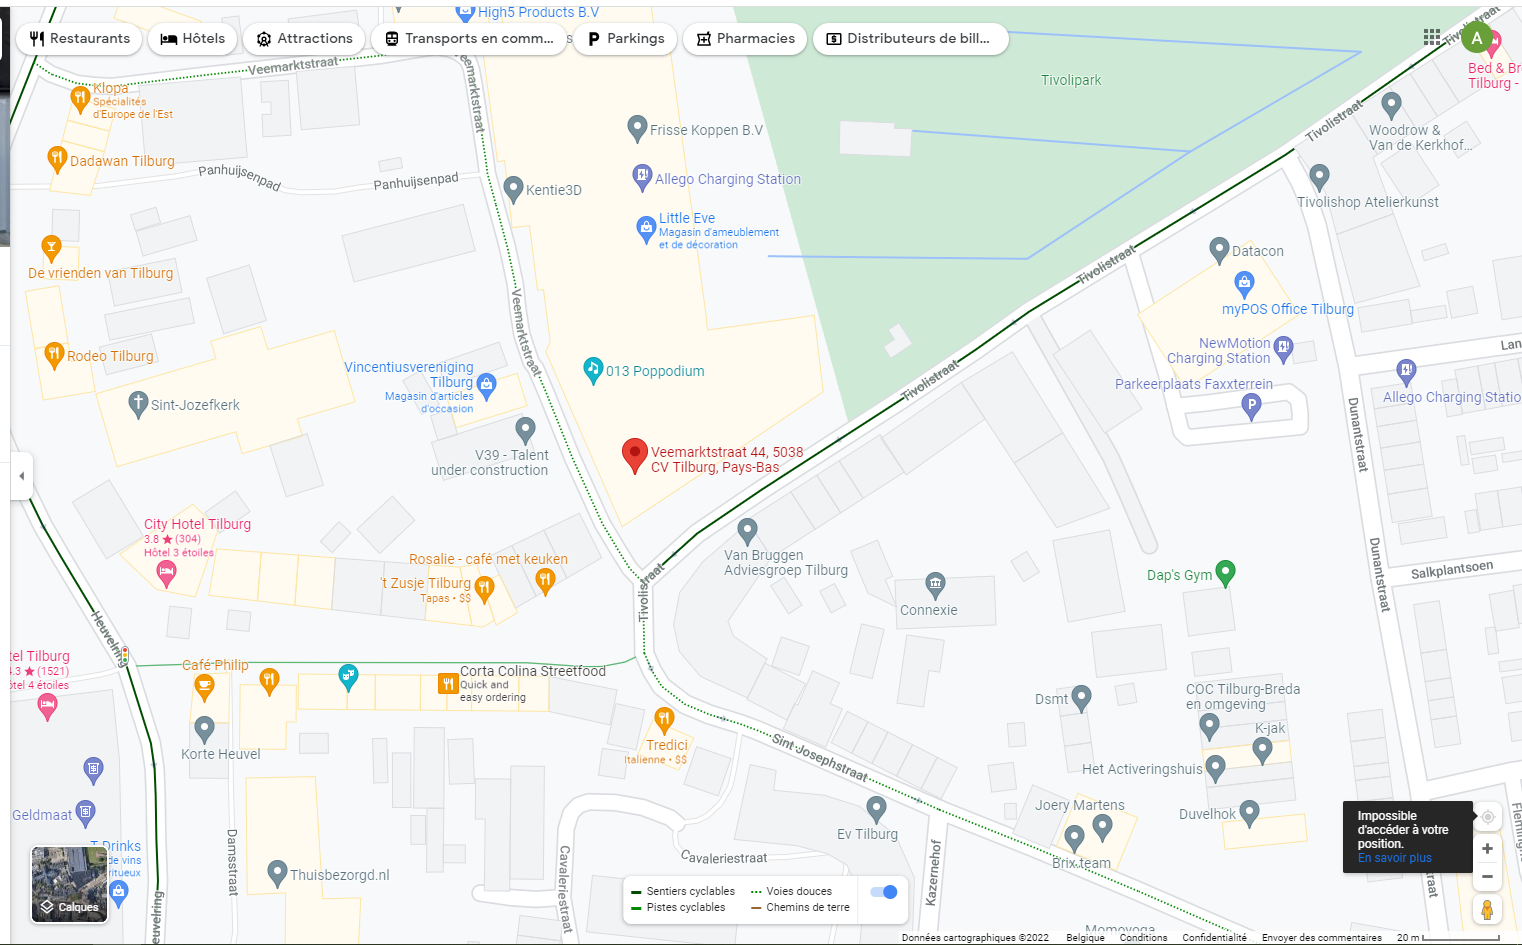 High5 Products B.V
Restaurants
Hôtels
Attractions
Transports en comm...
Parkings
Pharmacies
Distributeurs de bill...
A
Tivolistraat
Bed & Br
Tilburg -
Veemarktstraat
Veemarktstraat
Klopa
Spécialités
d'Europe de l'Est
Tivolipark
Frisse Koppen B.V
Tivolistraat
Woodrow &
Van de Kerkhof...
Dadawan Tilburg
Panhuijsenpad
Panhuijsenpad
Kentie3D
Allego Charging Station
Tivolishop Atelierkunst
Little Eve
Magasin d'ameublement
et de décoration
De vrienden van Tilburg
Tivolistraat
Datacon
myPOS Office Tilburg
Veemarktstraat
Rodeo Tilburg
NewMotion
Charging Station
Lan
Vincentiusvereniging
Tilburg
Magasin d'articles
d'occasion
013 Poppodium
Tivolistraat
Parkeerplaats Faxxterrein
P
Allego Charging Statio
Sint-Jozefkerk
Dunantstraat
V39 - Talent
under construction
Veemarktstraat 44, 5038
CV Tilburg, Pays-Bas
City Hotel Tilburg
3.8 ★ (304)
Hôtel 3 étoiles
Van Bruggen
Adviesgroep Tilburg
Rosalie - café met keuken
't Zusje Tilburg
Tapas • $$
Tivolistraat
Dap's Gym
Dunantstraat
Salkplantsoen
Connexie
Heuvelring
tel Tilburg
4.3 ★ (1521)
ôtel 4 étoiles
Café Philip
Corta Colina Streetfood
Quick and
easy ordering
Dsmt
COC Tilburg-Breda
en omgeving
K-jak
Korte Heuvel
Tredici
Italienne • $$
Sint Josephstraat
Het Activeringshuis
Geldmaat
Joery Martens
Duvelhok
Impossible
d'accéder à votre
position.
En savoir plus
Ev Tilburg
T Drinks
de vins
ritueux
Damsstraat
Cavaleriestraat
Cavaleriestraat
Kazernehof
Brix.team
Thuisbezorgd.nl
Calques
euvelring
Sentiers cyclables
Voies douces
Pistes cyclables
Chemins de terre
Momoyoga
Données cartographiques ©2022
Belgique
Conditions
Confidentialité
Envoyer des commentaires
20 m